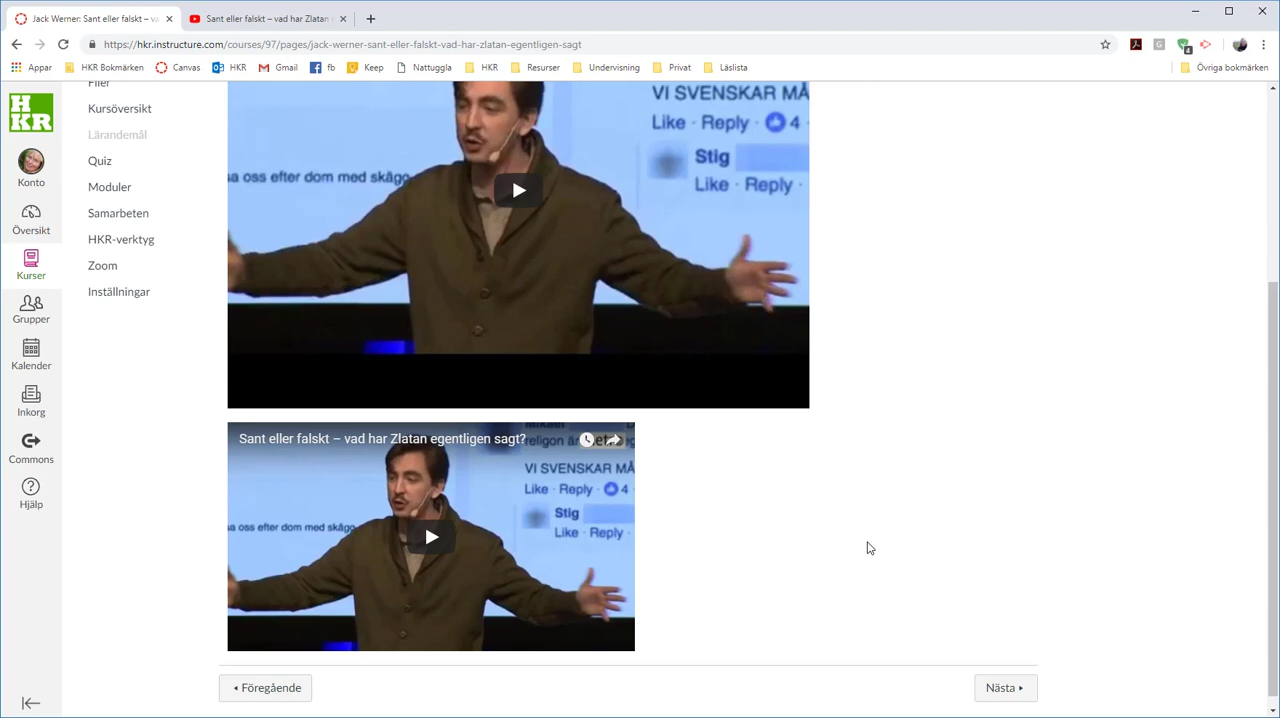 Jack Werner: Sant eller falskt – v
Sant eller falskt – vad har Zlatan
https://hkr.instructure.com/courses/97/pages/jack-werner-sant-eller-falskt-vad-har-zlatan-egentligen-sagt
Appar
HKR Bokmärken
Canvas
HKR
Gmail
fb
Keep
Nattuggla
HKR
Resurser
Undervisning
Privat
Läslista
Övriga bokmärken
HKR
Konto
Översikt
Kurser
Grupper
Kalender
Inkorg
Commons
Hjälp
Filer
Kursöversikt
Lärandemål
Quiz
Moduler
Samarbeten
HKR-verktyg
Zoom
Inställningar
VI SVENSKAR MÅ
Like · Reply · 4
Stig
Like · Reply ·
sa oss efter dom med skägg
Sant eller falskt – vad har Zlatan egentligen sagt?
religion är
VI SVENSKAR MÅ
Like · Reply · 4
Stig
Like · Reply ·
sa oss efter dom med skägg
Föregående
Nästa